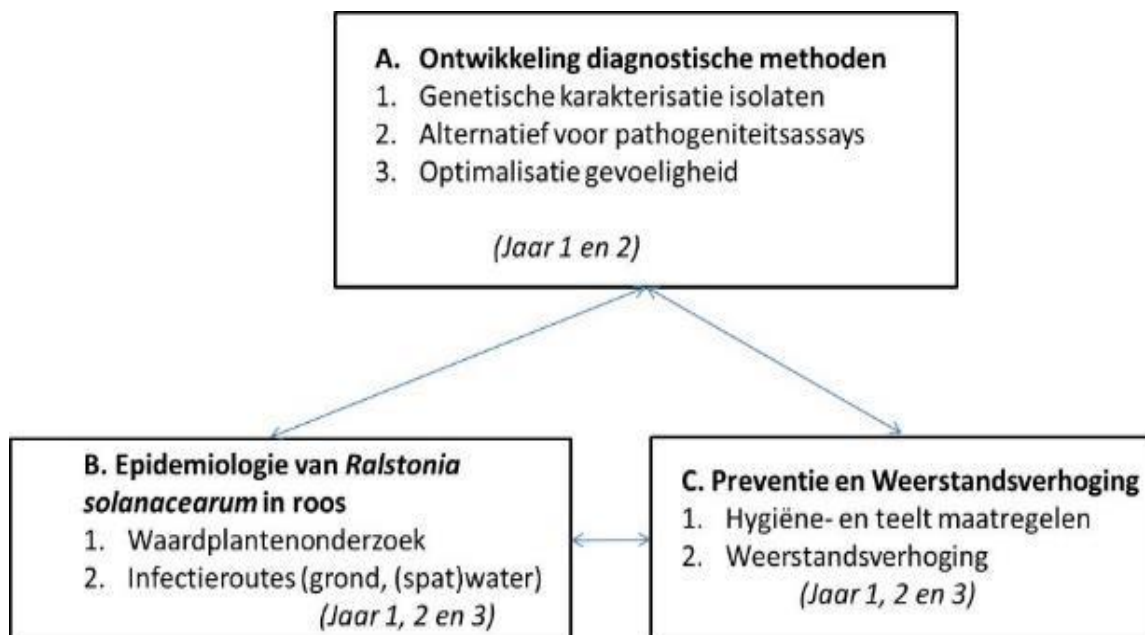 A. Ontwikkeling diagnostische methoden
1. Genetische karakterisatie isolaten
2. Alternatief voor pathogeniteitsassays
3. Optimalisatie gevoeligheid
(Jaar 1 en 2)
B. Epidemiologie van Ralstonia
solanacearum in roos
1. Waardplantenonderzoek
2. Infectieroutes (grond, (spat)water)
(Jaar 1, 2 en 3)
C. Preventie en Weerstandsverhoging
1. Hygiëne- en teelt maatregelen
2. Weerstandsverhoging
(Jaar 1, 2 en 3)